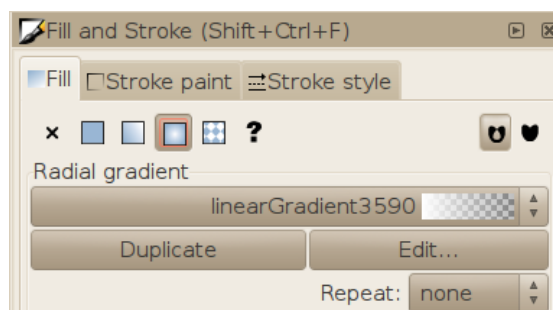 Fill and Stroke (Shift+Ctrl+F)
Fill Stroke paint Stroke style
?
Radial gradient
linearGradient3590
Duplicate Edit...
Repeat: none